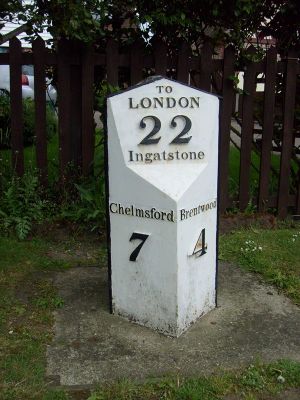 TO
LONDON
22
Ingatstone
Chelmsford Brentwood
7 4